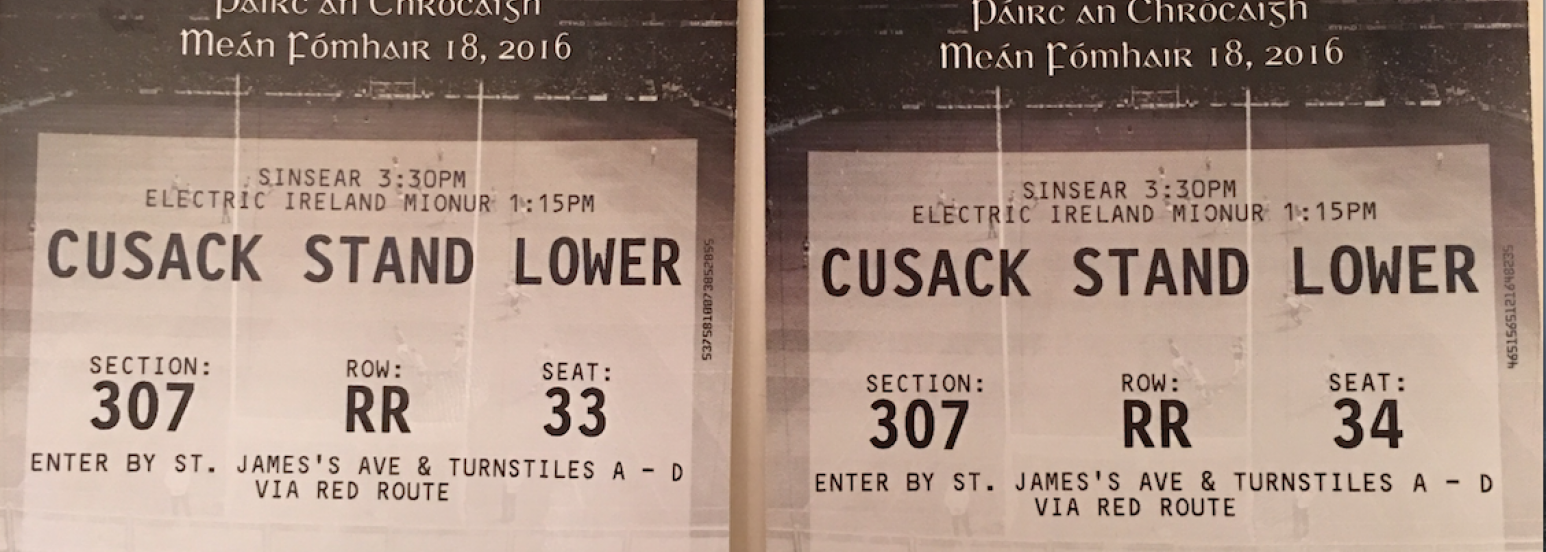 Páirc an Chrócaigh
Meán Fómhair 18, 2016
SINSEAR 3:30PM
ELECTRIC IRELAND MIONUR 1:15PM
CUSACK STAND LOWER
SECTION: ROW: SEAT:
307 RR 33
ENTER BY ST. JAMES'S AVE & TURNSTILES A - D
VIA RED ROUTE
Páirc an Chrócaigh
Meán Fómhair 18, 2016
SINSEAR 3:30PM
ELECTRIC IRELAND MIONUR 1:15PM
CUSACK STAND LOWER
SECTION: ROW: SEAT:
307 RR 34
ENTER BY ST. JAMES'S AVE & TURNSTILES A - D
VIA RED ROUTE